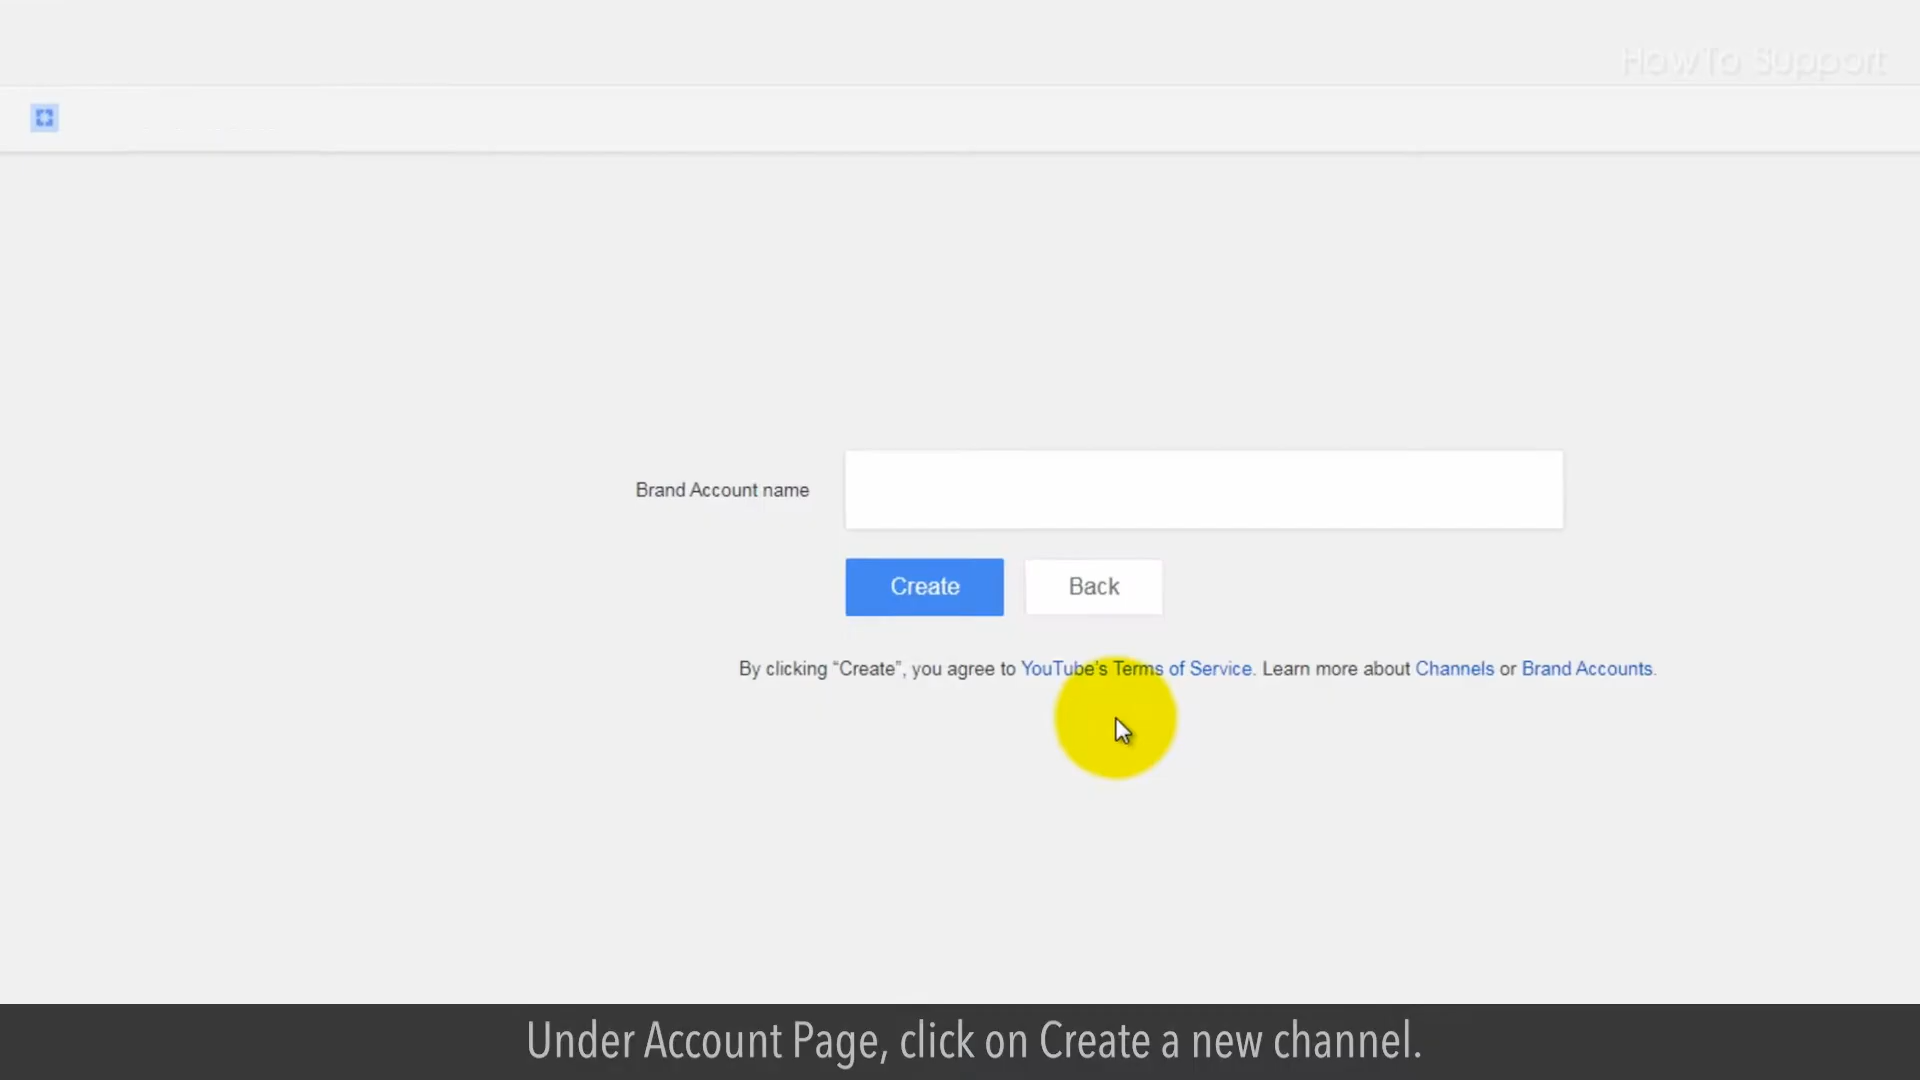 HowTo Support
Brand Account name
Create
Back
By clicking “Create”, you agree to YouTube's Terms of Service. Learn more about Channels or Brand Accounts.
Under Account Page, click on Create a new channel.